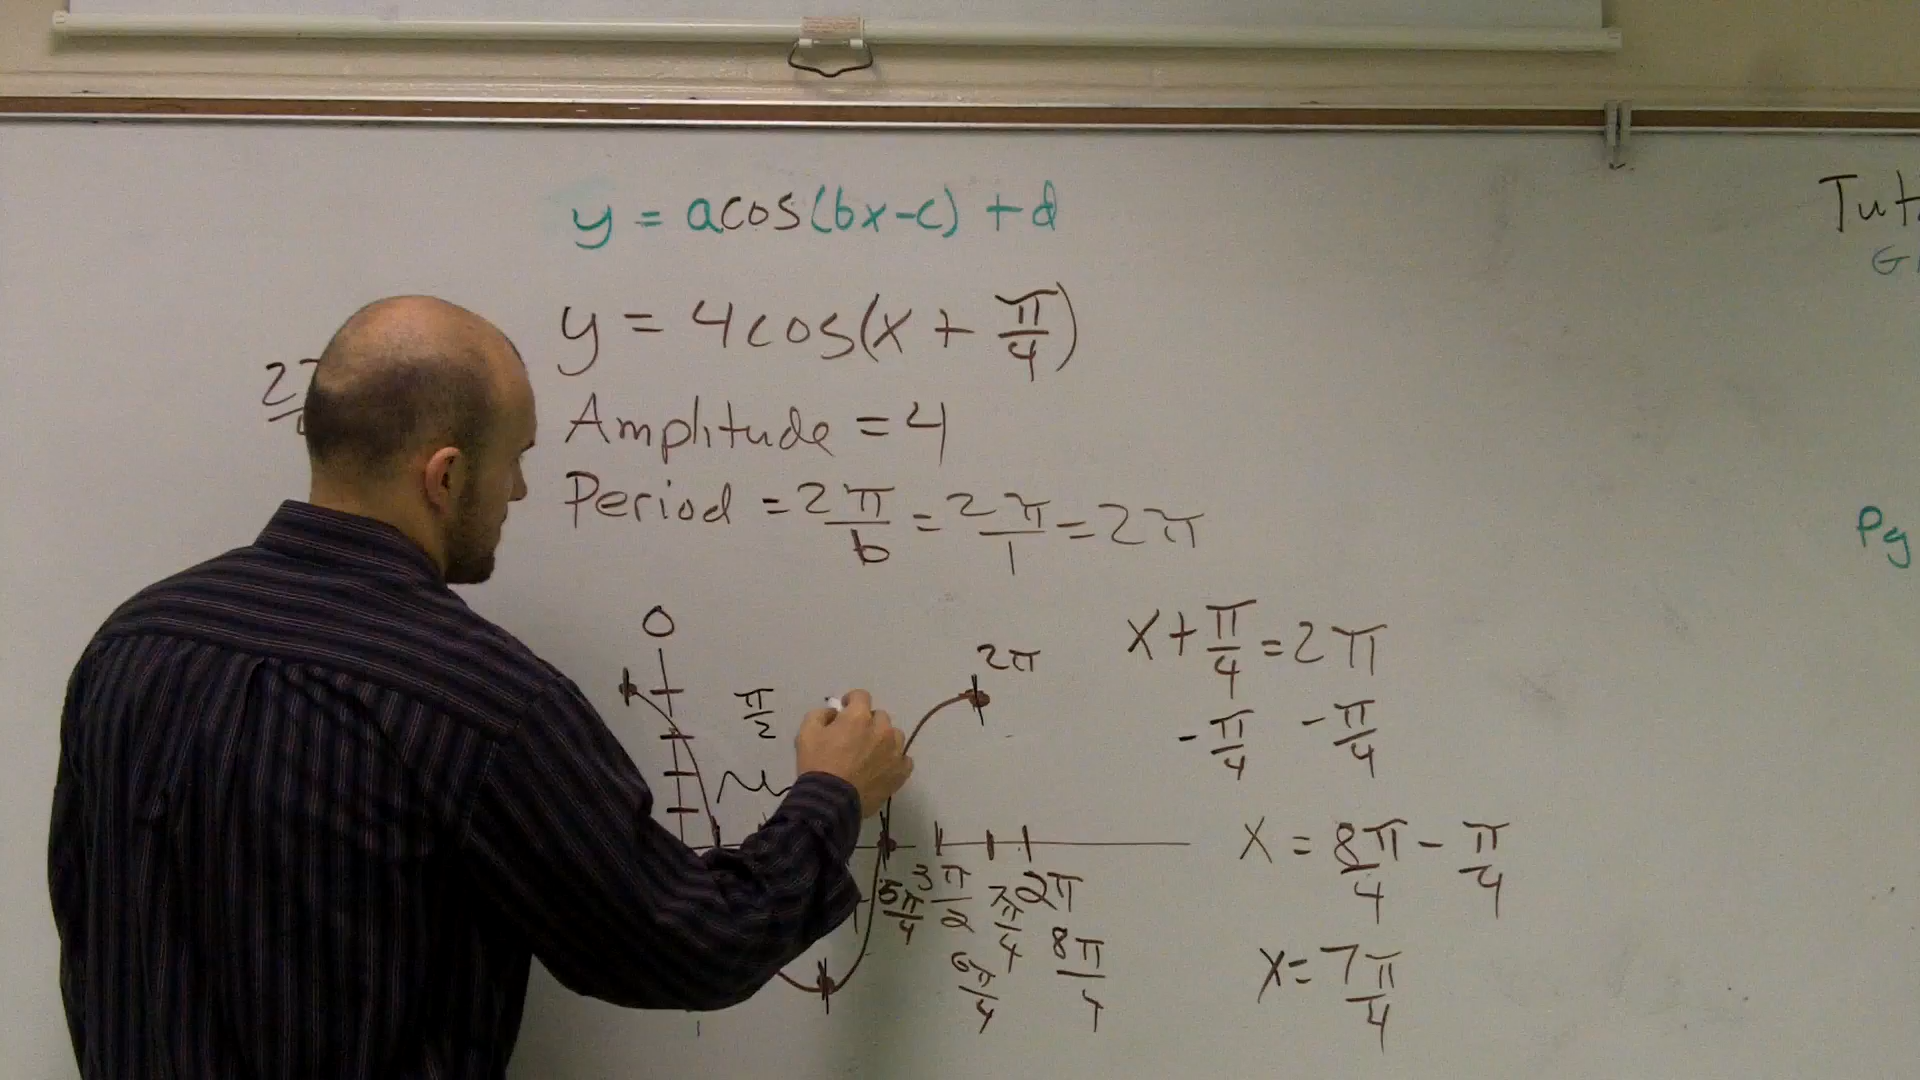 y = acos(bx-c) + d
y = 4cos(x + π/4)
Amplitude = 4
Period = 2π/b = 2π/1 = 2π
0
2π
π/2
5π/4 3π/2 7π/4 2π
6π/4 8π/4
x + π/4 = 2π
-π/4 -π/4
x = 8π/4 - π/4
x = 7π/4
Pg